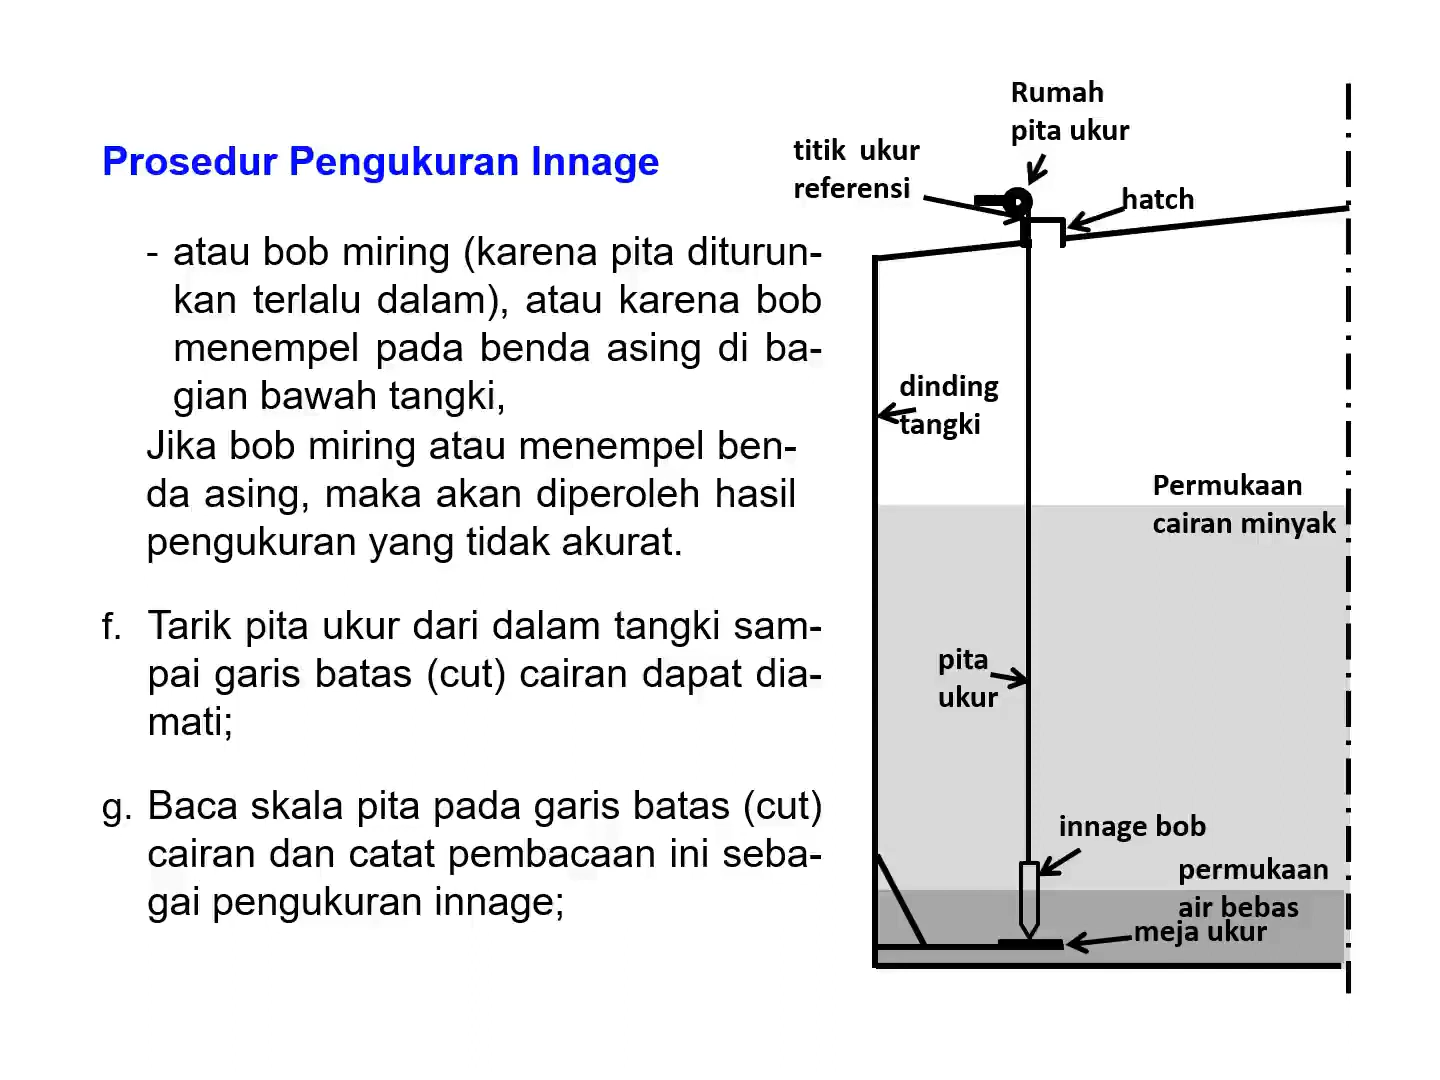 Prosedur Pengukuran Innage
- atau bob miring (karena pita diturun-
kan terlalu dalam), atau karena bob
menempel pada benda asing di ba-
gian bawah tangki,
Jika bob miring atau menempel ben-
da asing, maka akan diperoleh hasil
pengukuran yang tidak akurat.
f. Tarik pita ukur dari dalam tangki sam-
pai garis batas (cut) cairan dapat dia-
mati;
g. Baca skala pita pada garis batas (cut)
cairan dan catat pembacaan ini seba-
gai pengukuran innage;
Rumah
pita ukur
titik ukur
referensi
hatch
dinding
tangki
Permukaan
cairan minyak
pita
ukur
innage bob
permukaan
air bebas
meja ukur